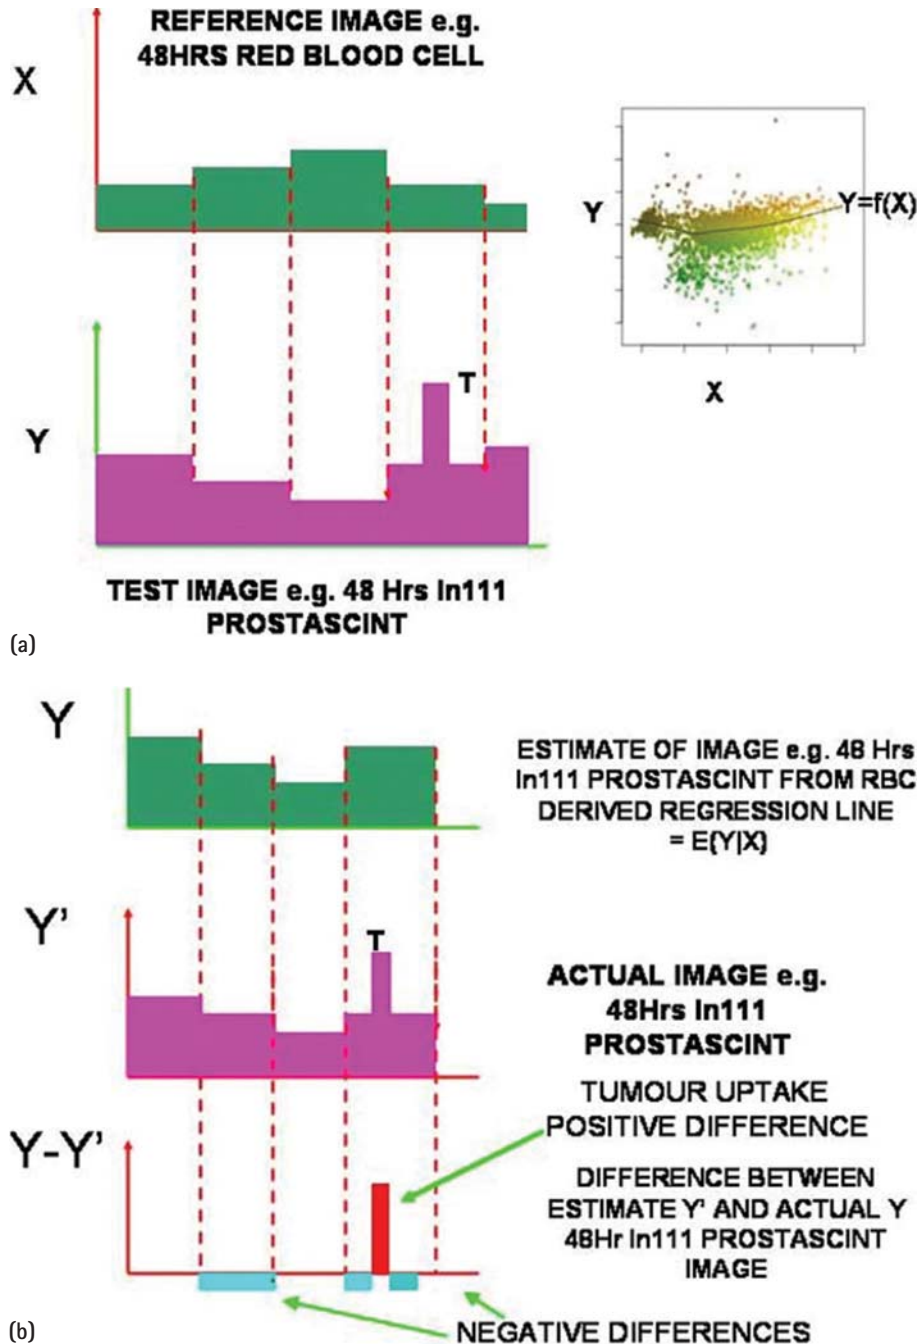 REFERENCE IMAGE e.g.
48HRS RED BLOOD CELL
X
Y
Y=f(X)
X
T
Y
TEST IMAGE e.g. 48 Hrs In111
PROSTASCINT
(a)
Y
ESTIMATE OF IMAGE e.g. 48 Hrs
In111 PROSTASCINT FROM RBC
DERIVED REGRESSION LINE
= E{Y|X}
Y’
T
ACTUAL IMAGE e.g.
48Hrs In111
PROSTASCINT
TUMOUR UPTAKE
POSITIVE DIFFERENCE
Y-Y’
DIFFERENCE BETWEEN
ESTIMATE Y' AND ACTUAL Y
48Hr In111 PROSTASCINT
IMAGE
NEGATIVE DIFFERENCES
(b)